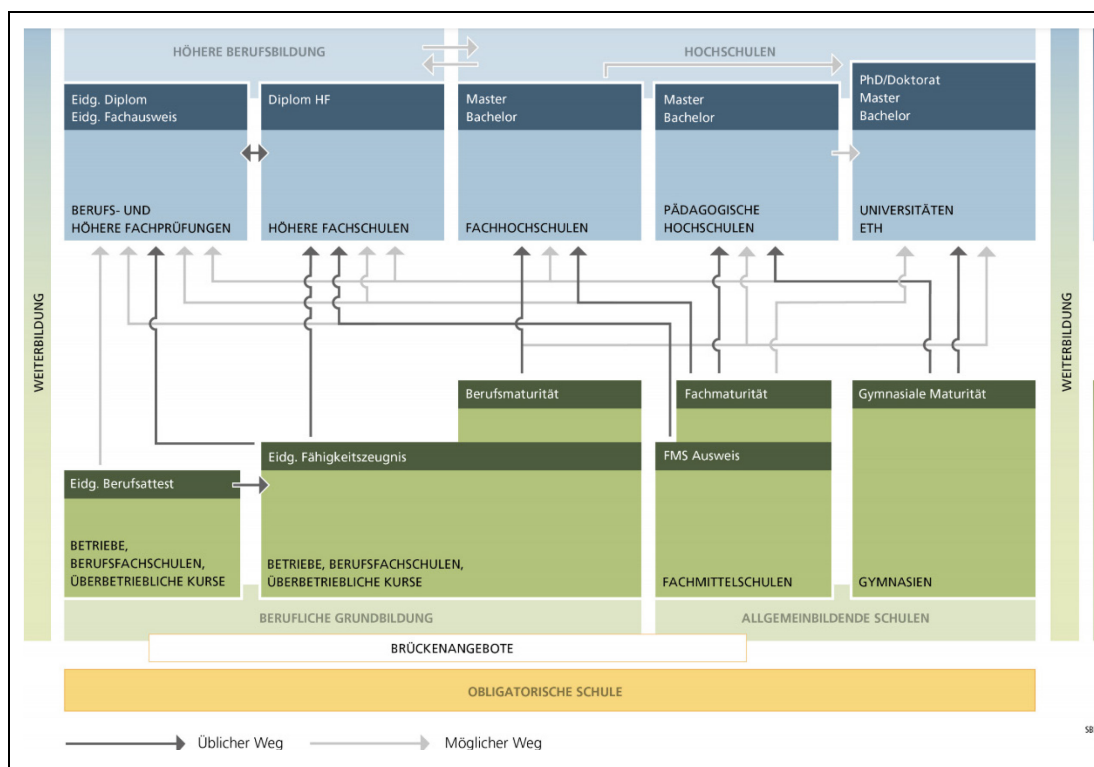 HÖHERE BERUFSBILDUNG
HOCHSCHULEN
Eidg. Diplom
Eidg. Fachausweis
BERUFS- UND
HÖHERE FACHPRÜFUNGEN
Diplom HF
HÖHERE FACHSCHULEN
Master
Bachelor
FACHHOCHSCHULEN
Master
Bachelor
PÄDAGOGISCHE
HOCHSCHULEN
PhD/Doktorat
Master
Bachelor
UNIVERSITÄTEN
ETH
WEITERBILDUNG
WEITERBILDUNG
Berufsmaturität
Fachmaturität
Gymnasiale Maturität
Eidg. Fähigkeitszeugnis
FMS Ausweis
Eidg. Berufsattest
BETRIEBE,
BERUFSFACHSCHULEN,
ÜBERBETRIEBLICHE KURSE
BETRIEBE, BERUFSFACHSCHULEN,
ÜBERBETRIEBLICHE KURSE
FACHMITTELSCHULEN
GYMNASIEN
BERUFLICHE GRUNDBILDUNG
ALLGEMEINBILDENDE SCHULEN
BRÜCKENANGEBOTE
OBLIGATORISCHE SCHULE
Üblicher Weg
Möglicher Weg